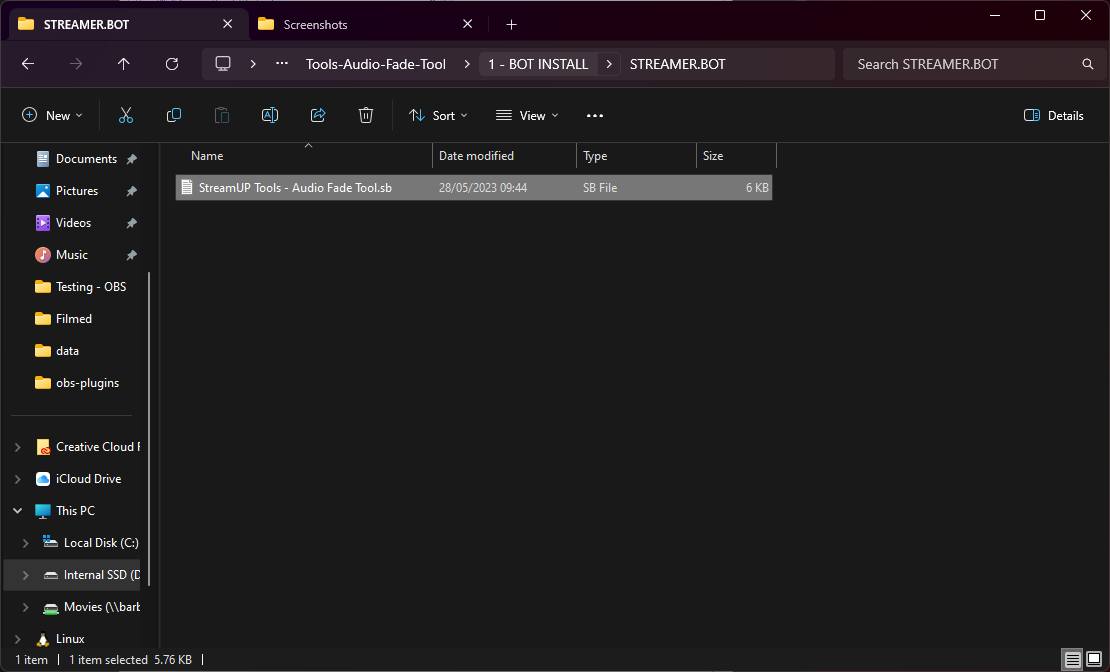 STREAMER.BOT
Screenshots
Tools-Audio-Fade-Tool
1 - BOT INSTALL
STREAMER.BOT
Search STREAMER.BOT
New
Sort
View
Details
Name
Date modified
Type
Size
StreamUP Tools - Audio Fade Tool.sb
28/05/2023 09:44
SB File
6 KB
Documents
Pictures
Videos
Music
Testing - OBS
Filmed
data
obs-plugins
Creative Cloud F
iCloud Drive
This PC
Local Disk (C:)
Internal SSD (D
Movies (\\barb
Linux
1 item
1 item selected 5.76 KB